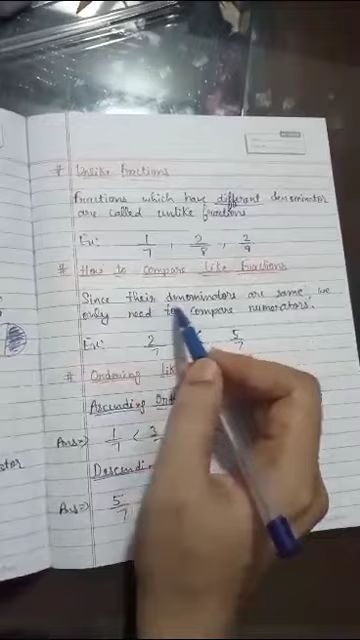 # Unlike Fractions
Fractions which have different denominator
are called unlike fractions
Ex: 1/7, 2/8, 2/9
# How to compare Like Fractions
Since their denominators are same, we
only need to compare numerators.
Ex: 2/7 5/7
# Ordering
Ascending
Ans⇒ 1/7 <
Ans⇒ 5/7